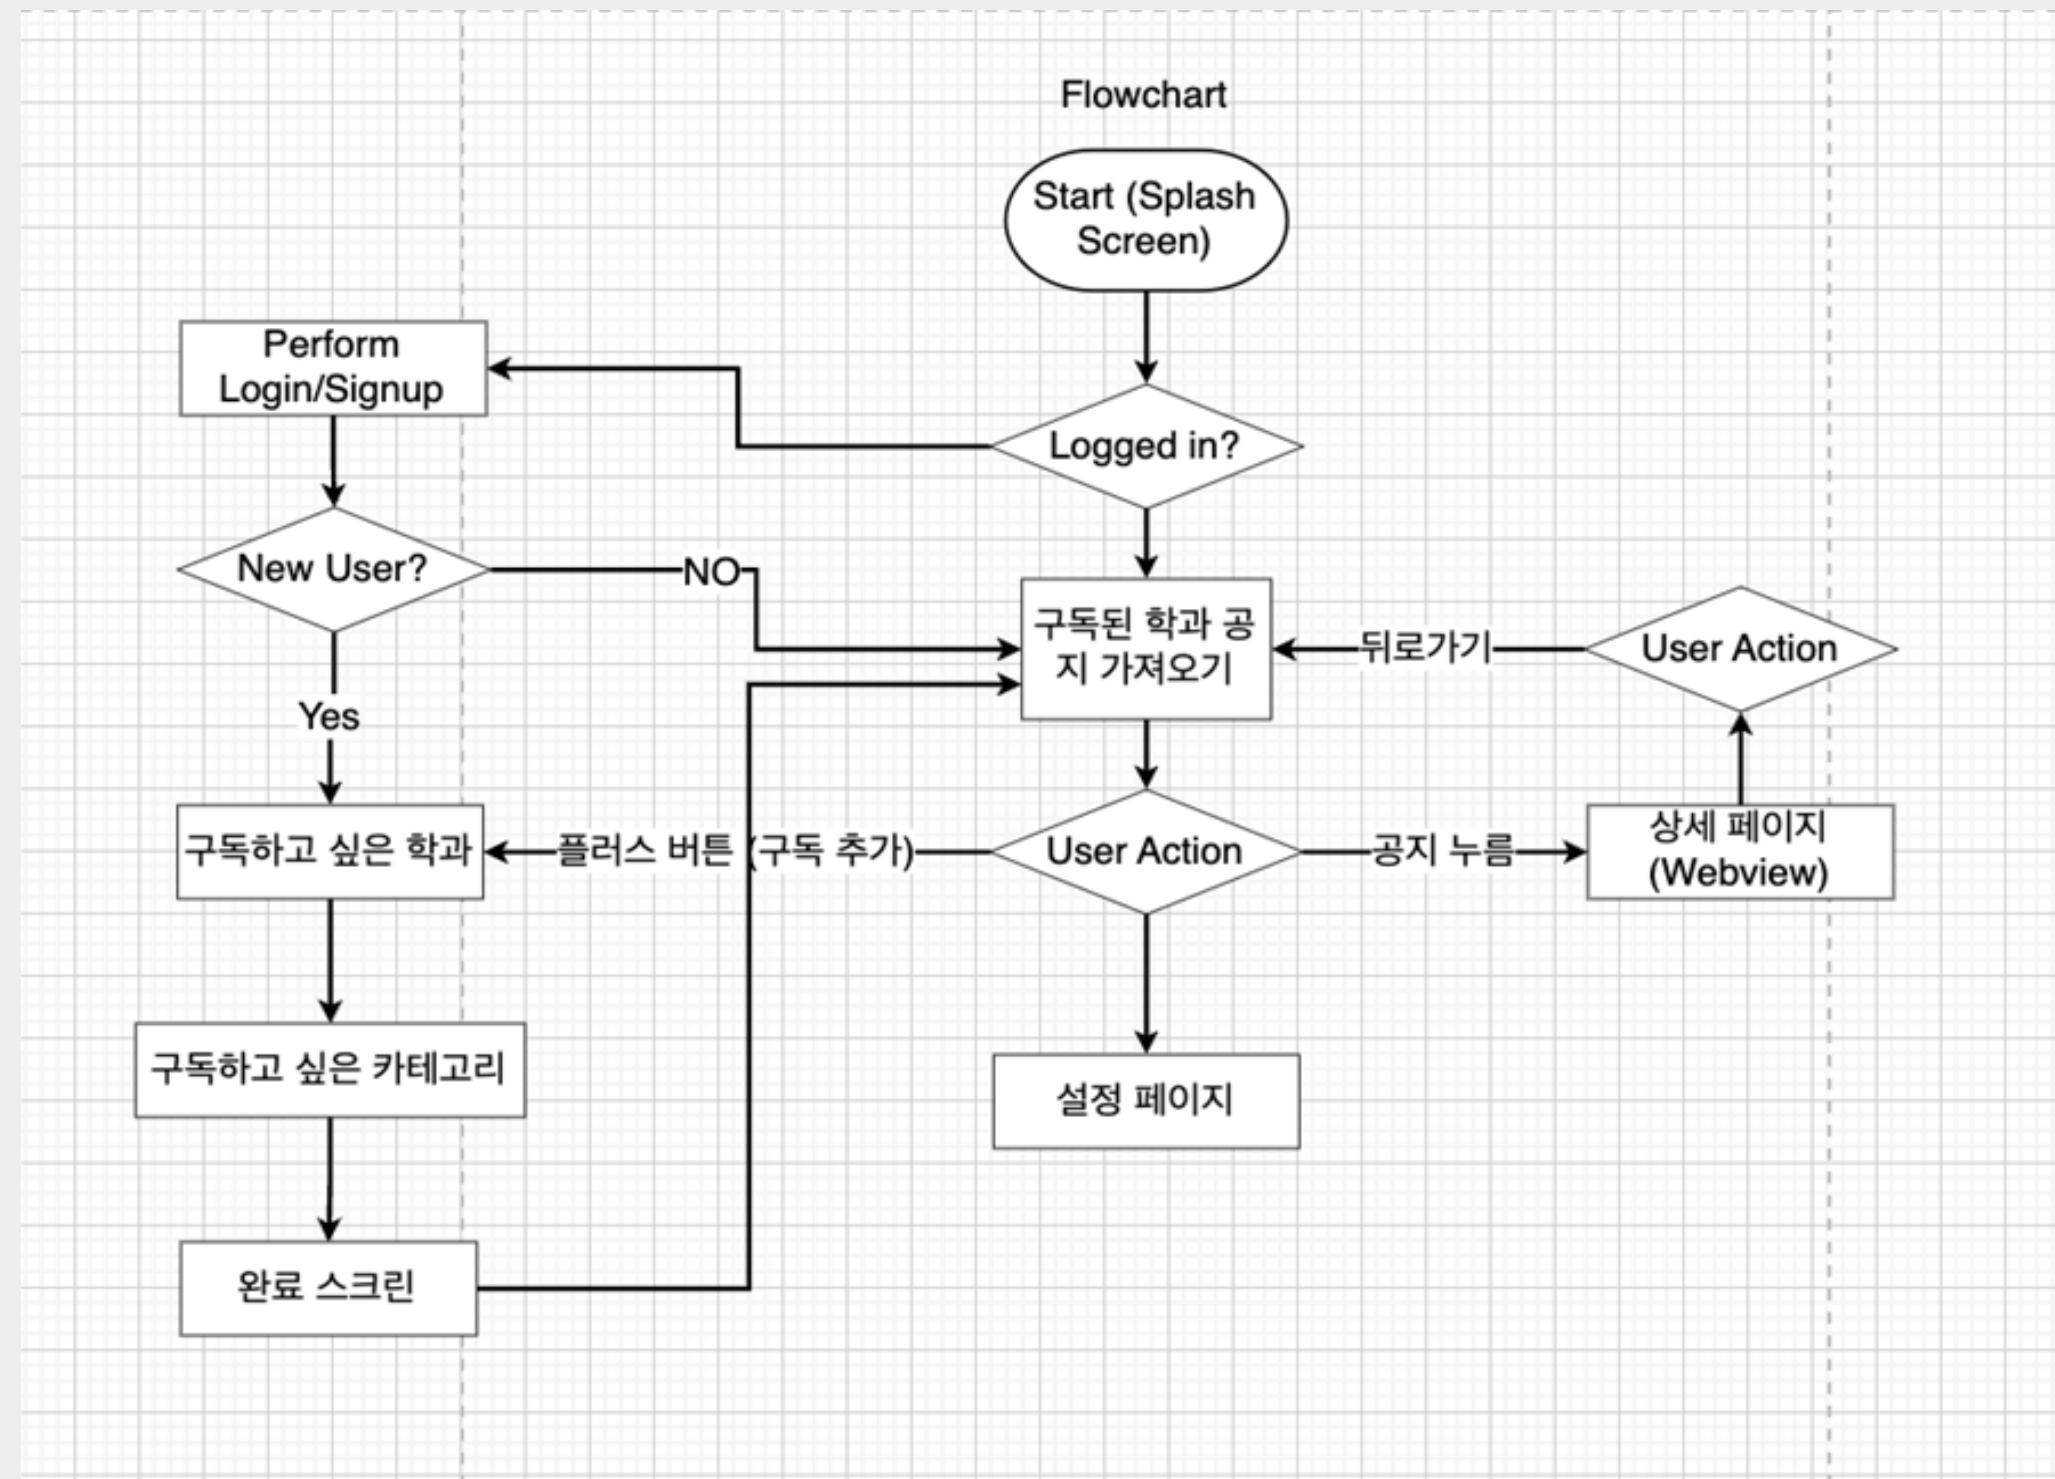 Flowchart
Start (Splash
Screen)
Perform
Login/Signup
Logged in?
New User?
NO
구독된 학과 공
지 가져오기
뒤로가기
User Action
Yes
구독하고 싶은 학과
플러스 버튼 (구독 추가)
User Action
공지 누름
상세 페이지
(Webview)
구독하고 싶은 카테고리
설정 페이지
완료 스크린